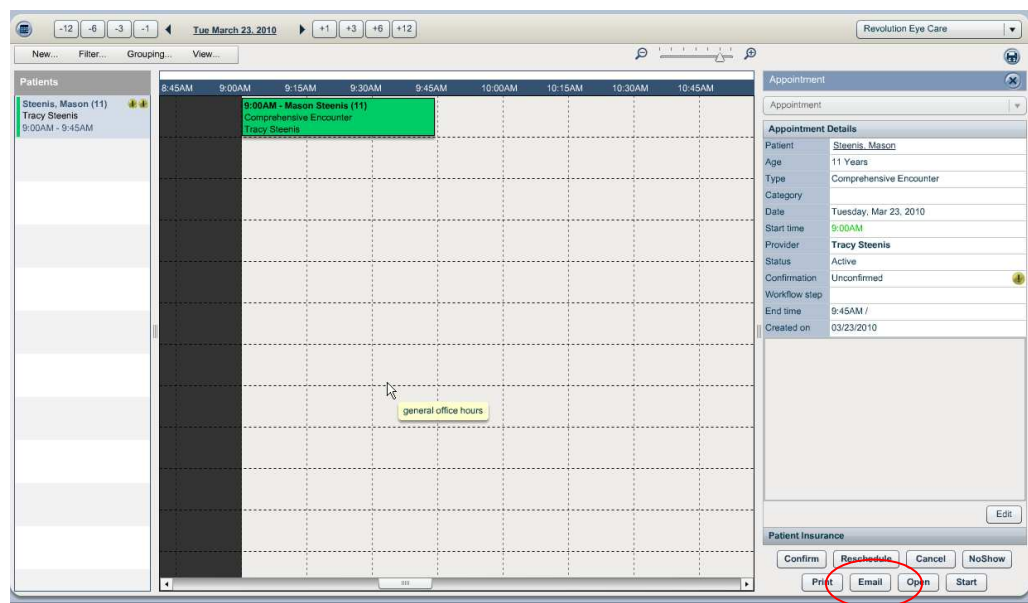 -12 -6 -3 -1 Tue March 23, 2010 +1 +3 +6 +12 Revolution Eye Care
New... Filter... Grouping... View...
Patients
Steenis, Mason (11)
Tracy Steenis
9:00AM - 9:45AM
8:45AM 9:00AM 9:15AM 9:30AM 9:45AM 10:00AM 10:15AM 10:30AM 10:45AM
9:00AM - Mason Steenis (11)
Comprehensive Encounter
Tracy Steenis
general office hours
Appointment
Appointment
Appointment Details
Patient Steenis, Mason
Age 11 Years
Type Comprehensive Encounter
Category
Date Tuesday, Mar 23, 2010
Start time 9:00AM
Provider Tracy Steenis
Status Active
Confirmation Unconfirmed
Workflow step
End time 9:45AM /
Created on 03/23/2010
Edit
Patient Insurance
Confirm Reschedule Cancel NoShow
Print Email Open Start